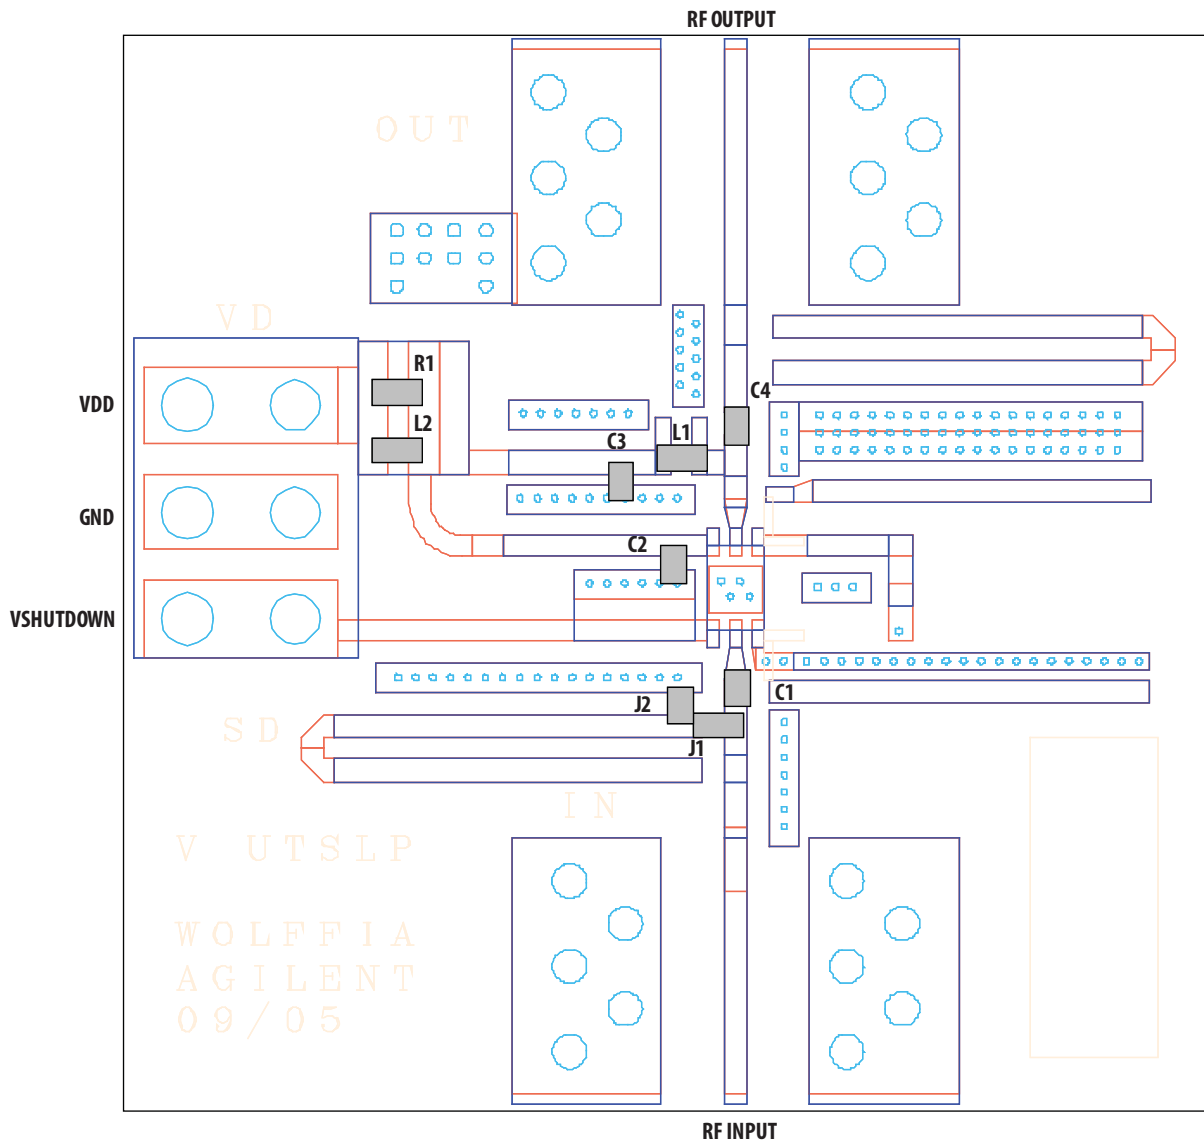 RF OUTPUT
OUT
VD
R1
VDD
C4
L2
L1
C3
GND
C2
VSHUTDOWN
C1
J2
SD
J1
IN
V UTSLP
WOLFFIA
AGILENT
09/05
RF INPUT